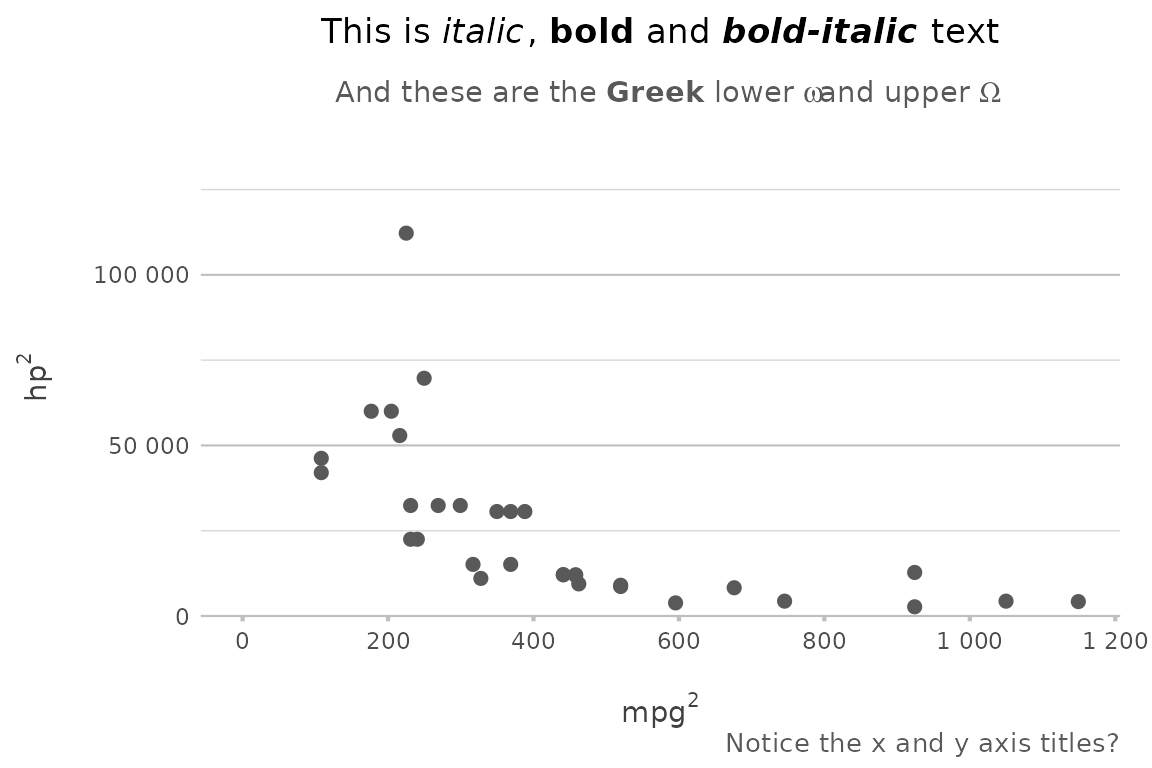 This is italic, bold and bold-italic text
And these are the Greek lower ωand upper Ω
100 000
hp²
50 000
0
0 200 400 600 800 1 000 1 200
mpg²
Notice the x and y axis titles?